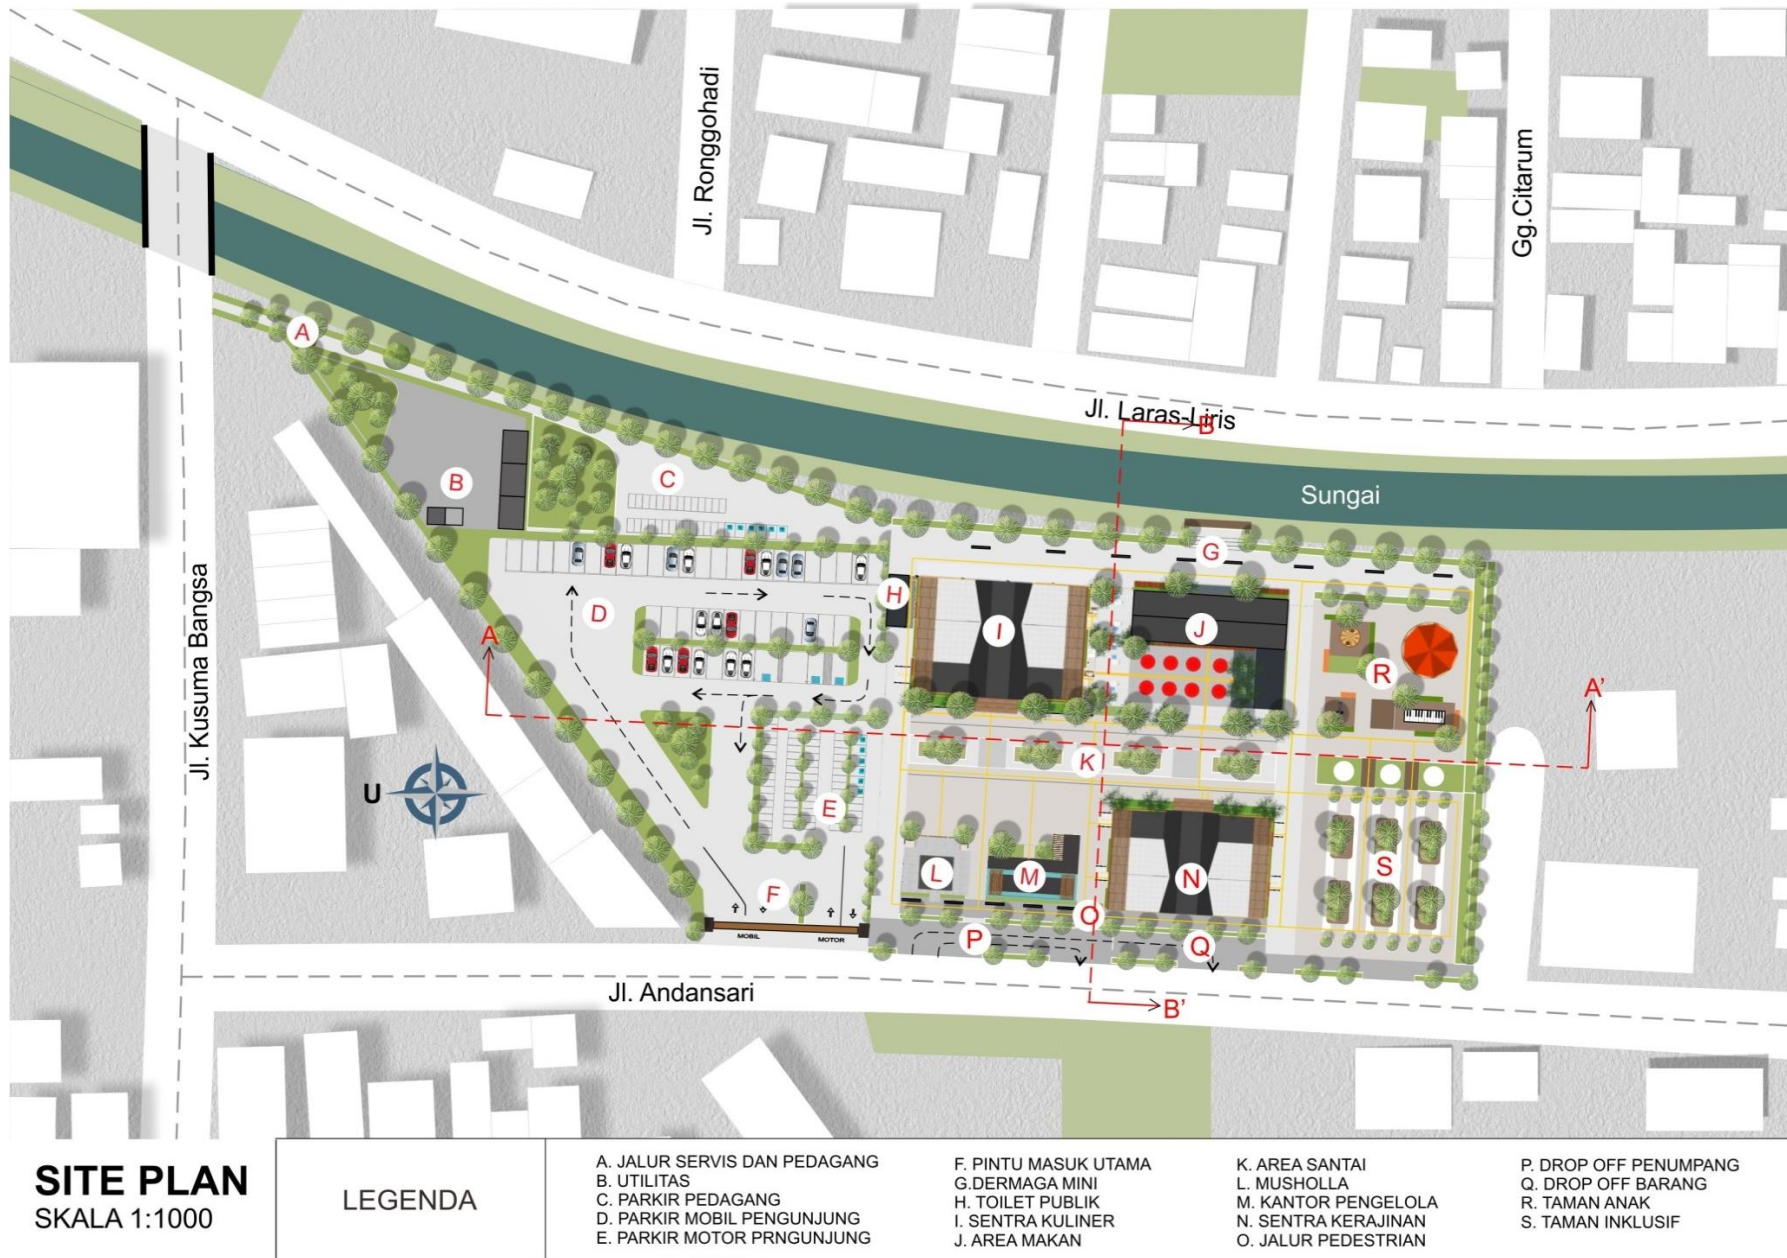 Jl. Ronggohadi
Gg.Citarum
A
Jl. Laras-Liris
B
Sungai
B
C
G
H
D
I
J
A
R
A'
Jl. Kusuma Bangsa
K
U
E
L
M
N
S
F
O
P
Q
MOBIL
MOTOR
Jl. Andansari
B'
SITE PLAN
SKALA 1:1000
LEGENDA
A. JALUR SERVIS DAN PEDAGANG
B. UTILITAS
C. PARKIR PEDAGANG
D. PARKIR MOBIL PENGUNJUNG
E. PARKIR MOTOR PRNGUNJUNG
F. PINTU MASUK UTAMA
G.DERMAGA MINI
H. TOILET PUBLIK
I. SENTRA KULINER
J. AREA MAKAN
K. AREA SANTAI
L. MUSHOLLA
M. KANTOR PENGELOLA
N. SENTRA KERAJINAN
O. JALUR PEDESTRIAN
P. DROP OFF PENUMPANG
Q. DROP OFF BARANG
R. TAMAN ANAK
S. TAMAN INKLUSIF